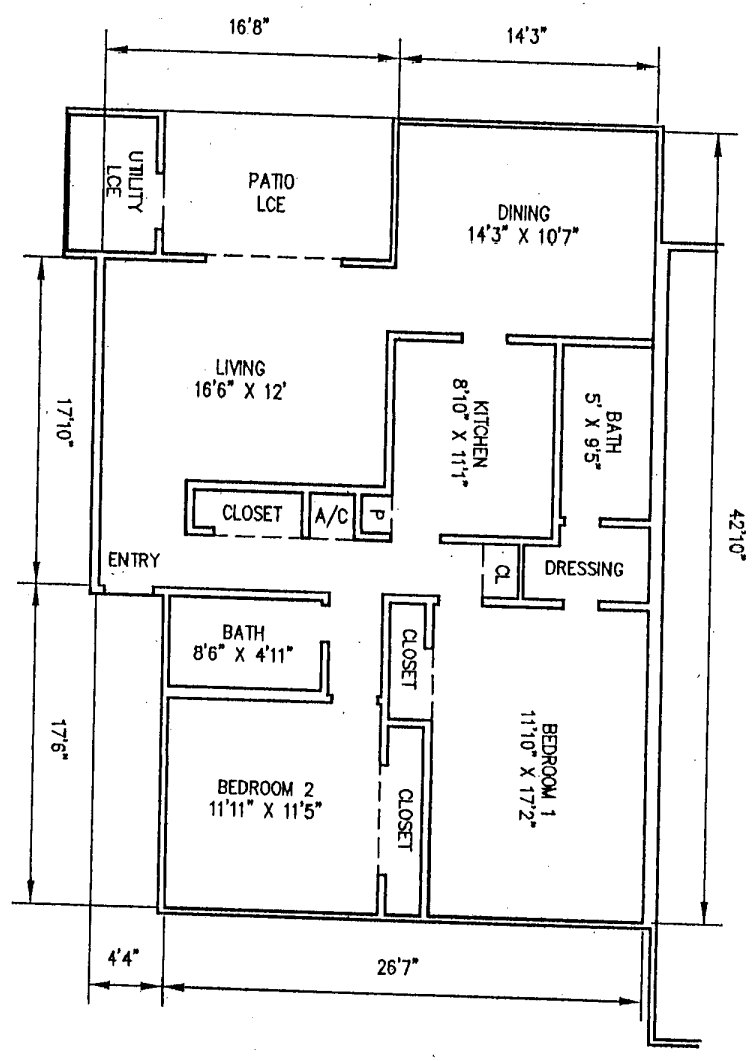 16'8"
14'3"
UTILITY
LCE
PATIO
LCE
DINING
14'3" X 10'7"
LIVING
16'6" X 12'
17'10"
KITCHEN
8'10" X 11'1"
BATH
5' X 9'5"
42'10"
CLOSET
A/C
P
ENTRY
CL
DRESSING
BATH
8'6" X 4'11"
CLOSET
17'6"
BEDROOM 1
11'10" X 17'2"
BEDROOM 2
11'11" X 11'5"
CLOSET
4'4"
26'7"